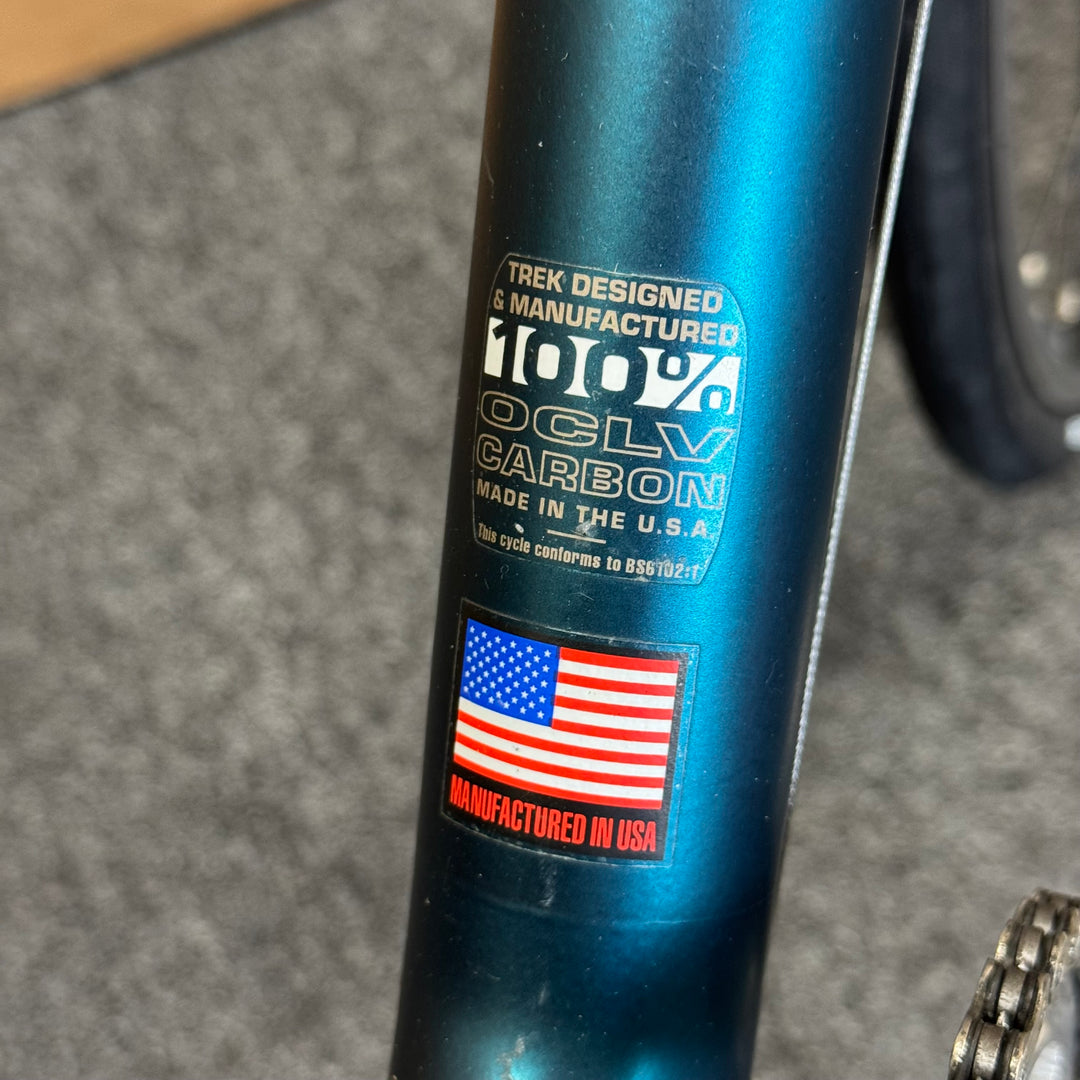 TREK DESIGNED
& MANUFACTURED
100%
OCLV
CARBON
MADE IN THE U.S.A.
This cycle conforms to BS6102:1
MANUFACTURED IN USA